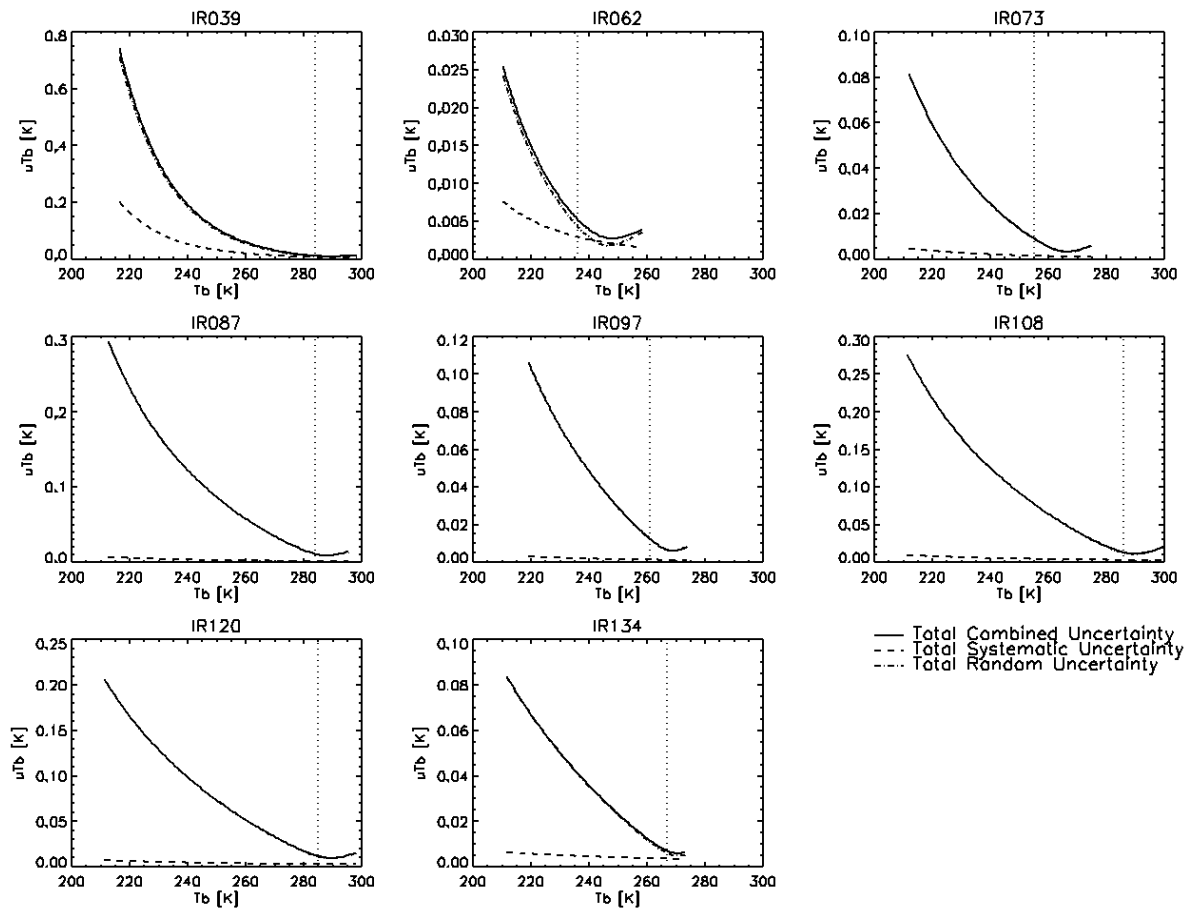 IR039
0.8
0.6
0.4
0.2
0.0
uTb [K]
200 220 240 260 280 300
Tb [K]
IR062
0.030
0.025
0.020
0.015
0.010
0.005
0.000
uTb [K]
200 220 240 260 280 300
Tb [K]
IR073
0.10
0.08
0.06
0.04
0.02
0.00
uTb [K]
200 220 240 260 280 300
Tb [K]
IR087
0.3
0.2
0.1
0.0
uTb [K]
200 220 240 260 280 300
Tb [K]
IR097
0.12
0.10
0.08
0.06
0.04
0.02
0.00
uTb [K]
200 220 240 260 280 300
Tb [K]
IR108
0.30
0.25
0.20
0.15
0.10
0.05
0.00
uTb [K]
200 220 240 260 280 300
Tb [K]
IR120
0.25
0.20
0.15
0.10
0.05
0.00
uTb [K]
200 220 240 260 280 300
Tb [K]
IR134
0.10
0.08
0.06
0.04
0.02
0.00
uTb [K]
200 220 240 260 280 300
Tb [K]
Total Combined Uncertainty
Total Systematic Uncertainty
Total Random Uncertainty